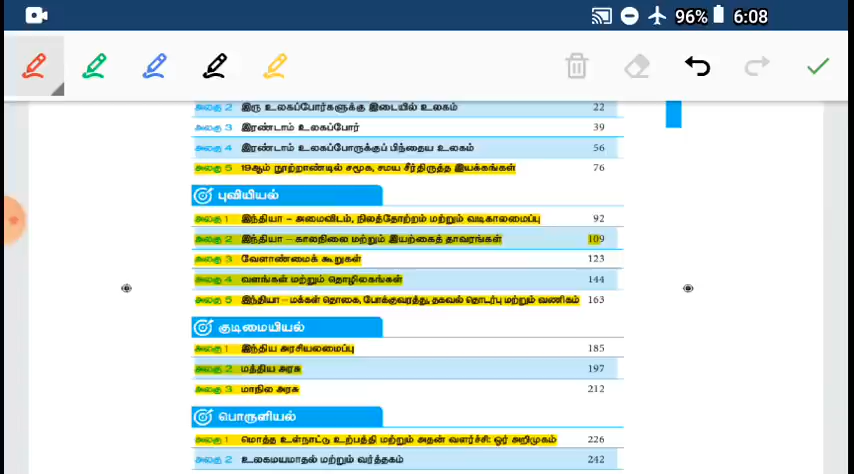 96% 6:08
அலகு 2 இரு உலகப்போர்களுக்கு இடையில் உலகம் 22
அலகு 3 இரண்டாம் உலகப்போர் 39
அலகு 4 இரண்டாம் உலகப்போருக்குப் பிந்தைய உலகம் 56
அலகு 5 19ஆம் நூற்றாண்டில் சமூக, சமய சீர்திருத்த இயக்கங்கள் 76
புவியியல்
அலகு 1 இந்தியா – அமைவிடம், நிலத்தோற்றம் மற்றும் வடிகாலமைப்பு 92
அலகு 2 இந்தியா – காலநிலை மற்றும் இயற்கைத் தாவரங்கள் 109
அலகு 3 வேளாண்மைக் கூறுகள் 123
அலகு 4 வளங்கள் மற்றும் தொழிலகங்கள் 144
அலகு 5 இந்தியா – மக்கள் தொகை, போக்குவரத்து, தகவல் தொடர்பு மற்றும் வணிகம் 163
குடிமையியல்
அலகு 1 இந்திய அரசியலமைப்பு 185
அலகு 2 மத்திய அரசு 197
அலகு 3 மாநில அரசு 212
பொருளியல்
அலகு 1 மொத்த உள்நாட்டு உற்பத்தி மற்றும் அதன் வளர்ச்சி: ஓர் அறிமுகம் 226
அலகு 2 உலகமயமாதல் மற்றும் வர்த்தகம் 242